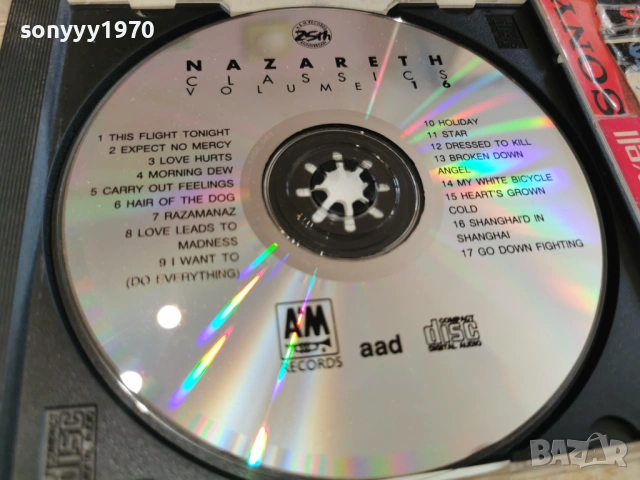 sonyyy1970
25th
NAZARETH
CLASSICS
VOLUME 16
1 THIS FLIGHT TONIGHT
2 EXPECT NO MERCY
3 LOVE HURTS
4 MORNING DEW
5 CARRY OUT FEELINGS
6 HAIR OF THE DOG
7 RAZAMANAZ
8 LOVE LEADS TO
MADNESS
9 I WANT TO
(DO EVERYTHING)
10 HOLIDAY
11 STAR
12 DRESSED TO KILL
13 BROKEN DOWN
ANGEL
14 MY WHITE BICYCLE
15 HEART'S GROWN
COLD
16 SHANGHAI'D IN
SHANGHAI
17 GO DOWN FIGHTING
A&M
RECORDS
aad
COMPACT
disc
DIGITAL AUDIO
SONY
disc
BAZAR